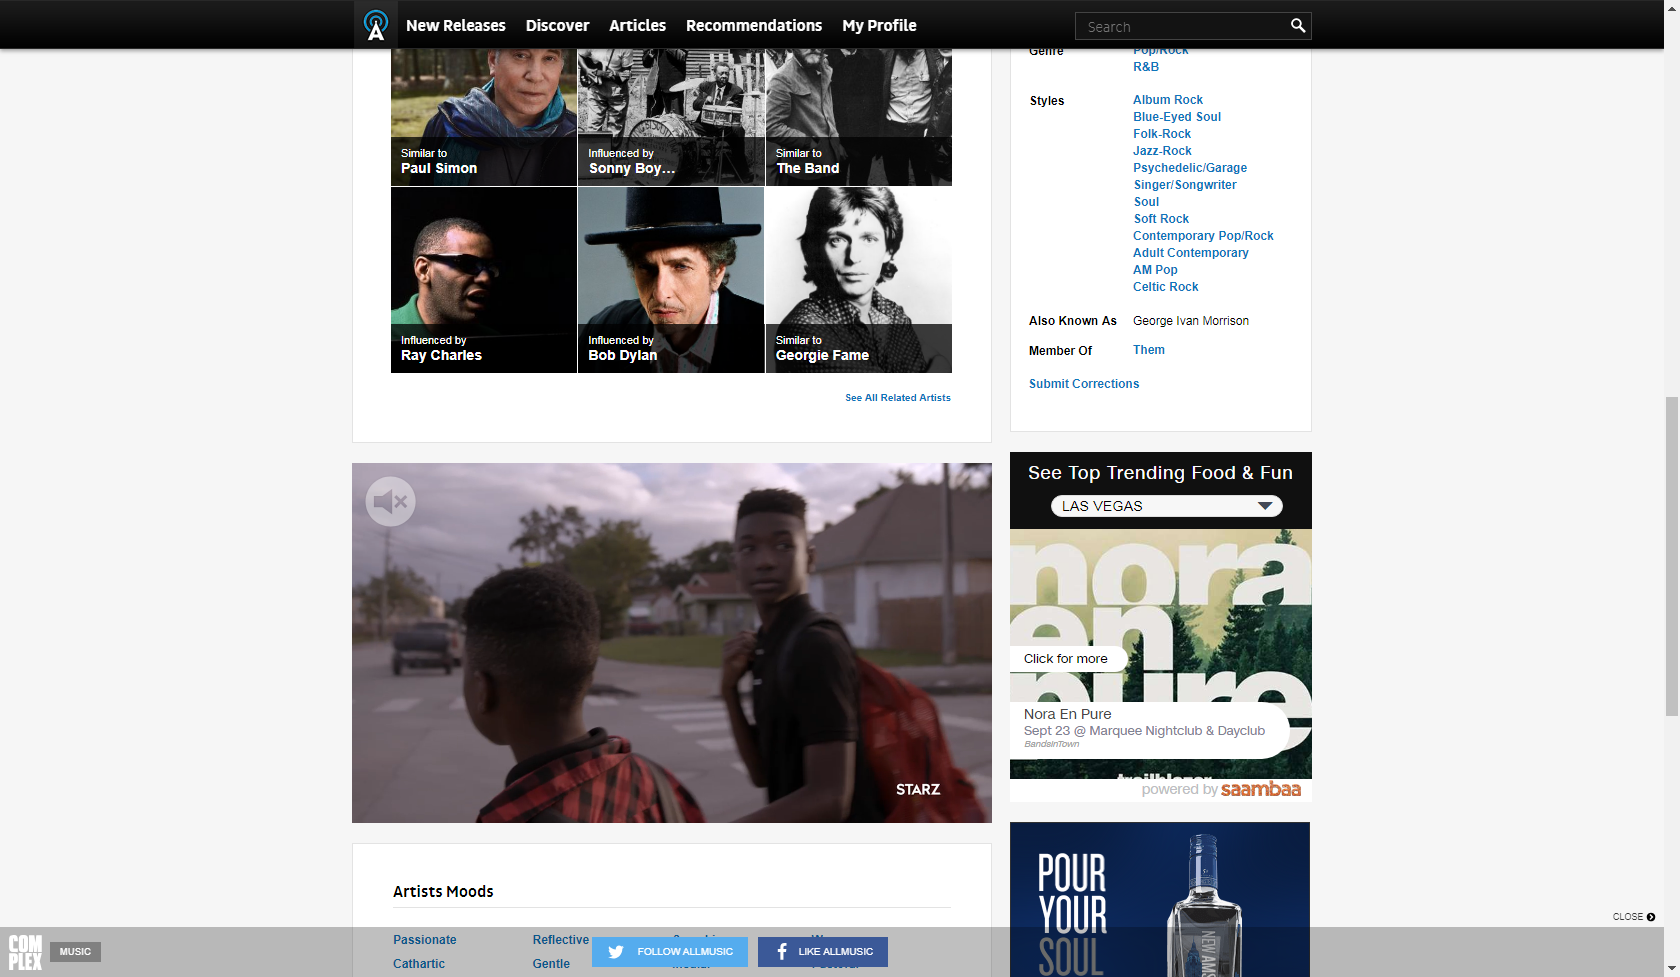 New Releases
Discover
Articles
Recommendations
My Profile
Search
Similar to
Paul Simon
Influenced by
Sonny Boy...
Similar to
The Band
Influenced by
Ray Charles
Influenced by
Bob Dylan
Similar to
Georgie Fame
See All Related Artists
Genre
Pop/Rock
R&B
Styles
Album Rock
Blue-Eyed Soul
Folk-Rock
Jazz-Rock
Psychedelic/Garage
Singer/Songwriter
Soul
Soft Rock
Contemporary Pop/Rock
Adult Contemporary
AM Pop
Celtic Rock
Also Known As
George Ivan Morrison
Member Of
Them
Submit Corrections
STARZ
See Top Trending Food & Fun
LAS VEGAS
nora
en
pure
Click for more
Nora En Pure
Sept 23 @ Marquee Nightclub & Dayclub
BandsInTown
trailblazer
powered by saambaa
POUR
YOUR
SOUL
NEW AMS
Artists Moods
Passionate
Reflective
Cathartic
Gentle
CLOSE
COM
PLEX
MUSIC
FOLLOW ALLMUSIC
LIKE ALLMUSIC